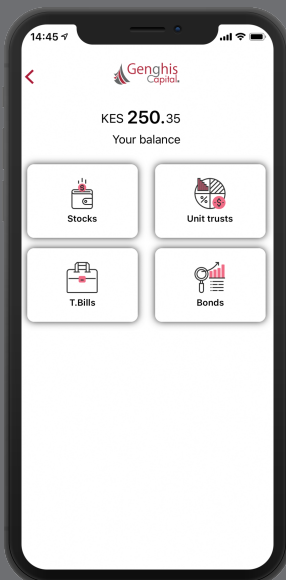 14:45
Genghis
Capital
KES 250.35
Your balance
Stocks
Unit trusts
T.Bills
Bonds